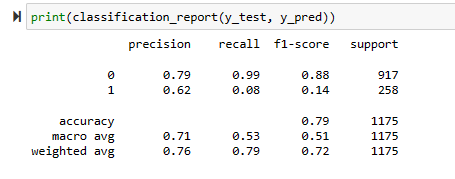 print(classification_report(y_test, y_pred))
precision recall f1-score support
0 0.79 0.99 0.88 917
1 0.62 0.08 0.14 258
accuracy 0.79 1175
macro avg 0.71 0.53 0.51 1175
weighted avg 0.76 0.79 0.72 1175